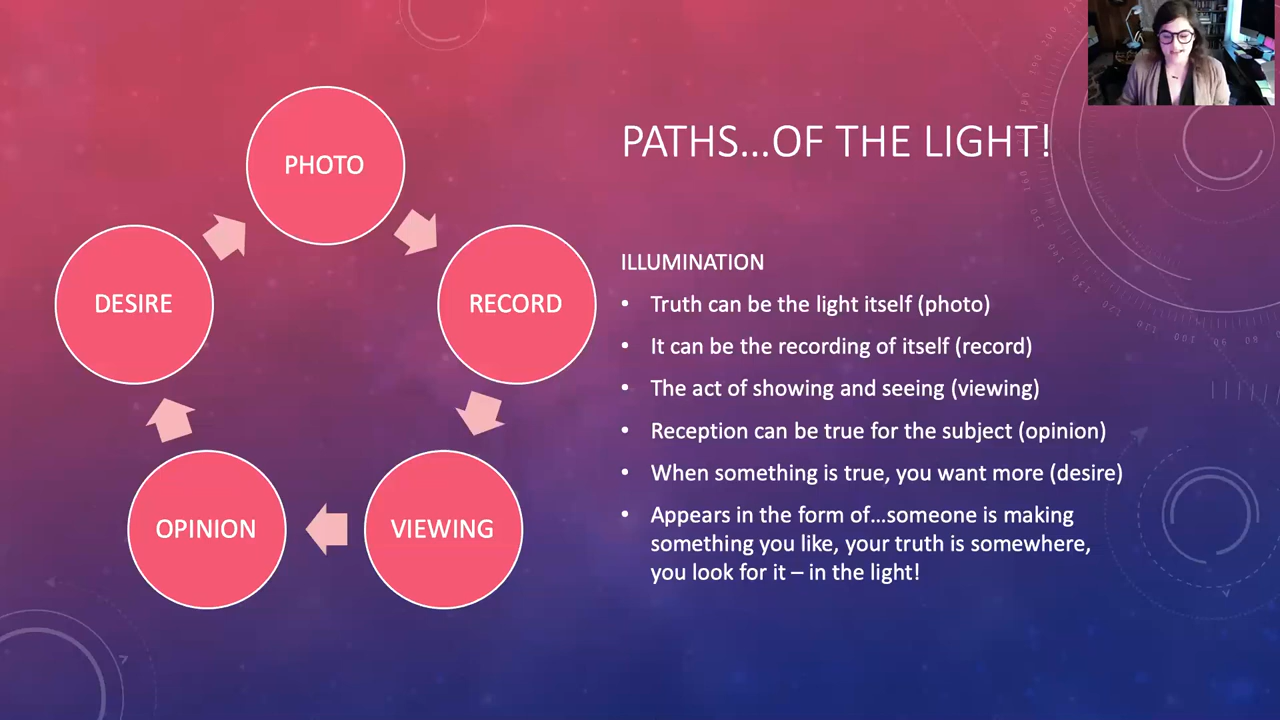 PHOTO
DESIRE
RECORD
OPINION
VIEWING
PATHS...OF THE LIGHT!
ILLUMINATION
• Truth can be the light itself (photo)
• It can be the recording of itself (record)
• The act of showing and seeing (viewing)
• Reception can be true for the subject (opinion)
• When something is true, you want more (desire)
• Appears in the form of...someone is making
something you like, your truth is somewhere,
you look for it – in the light!